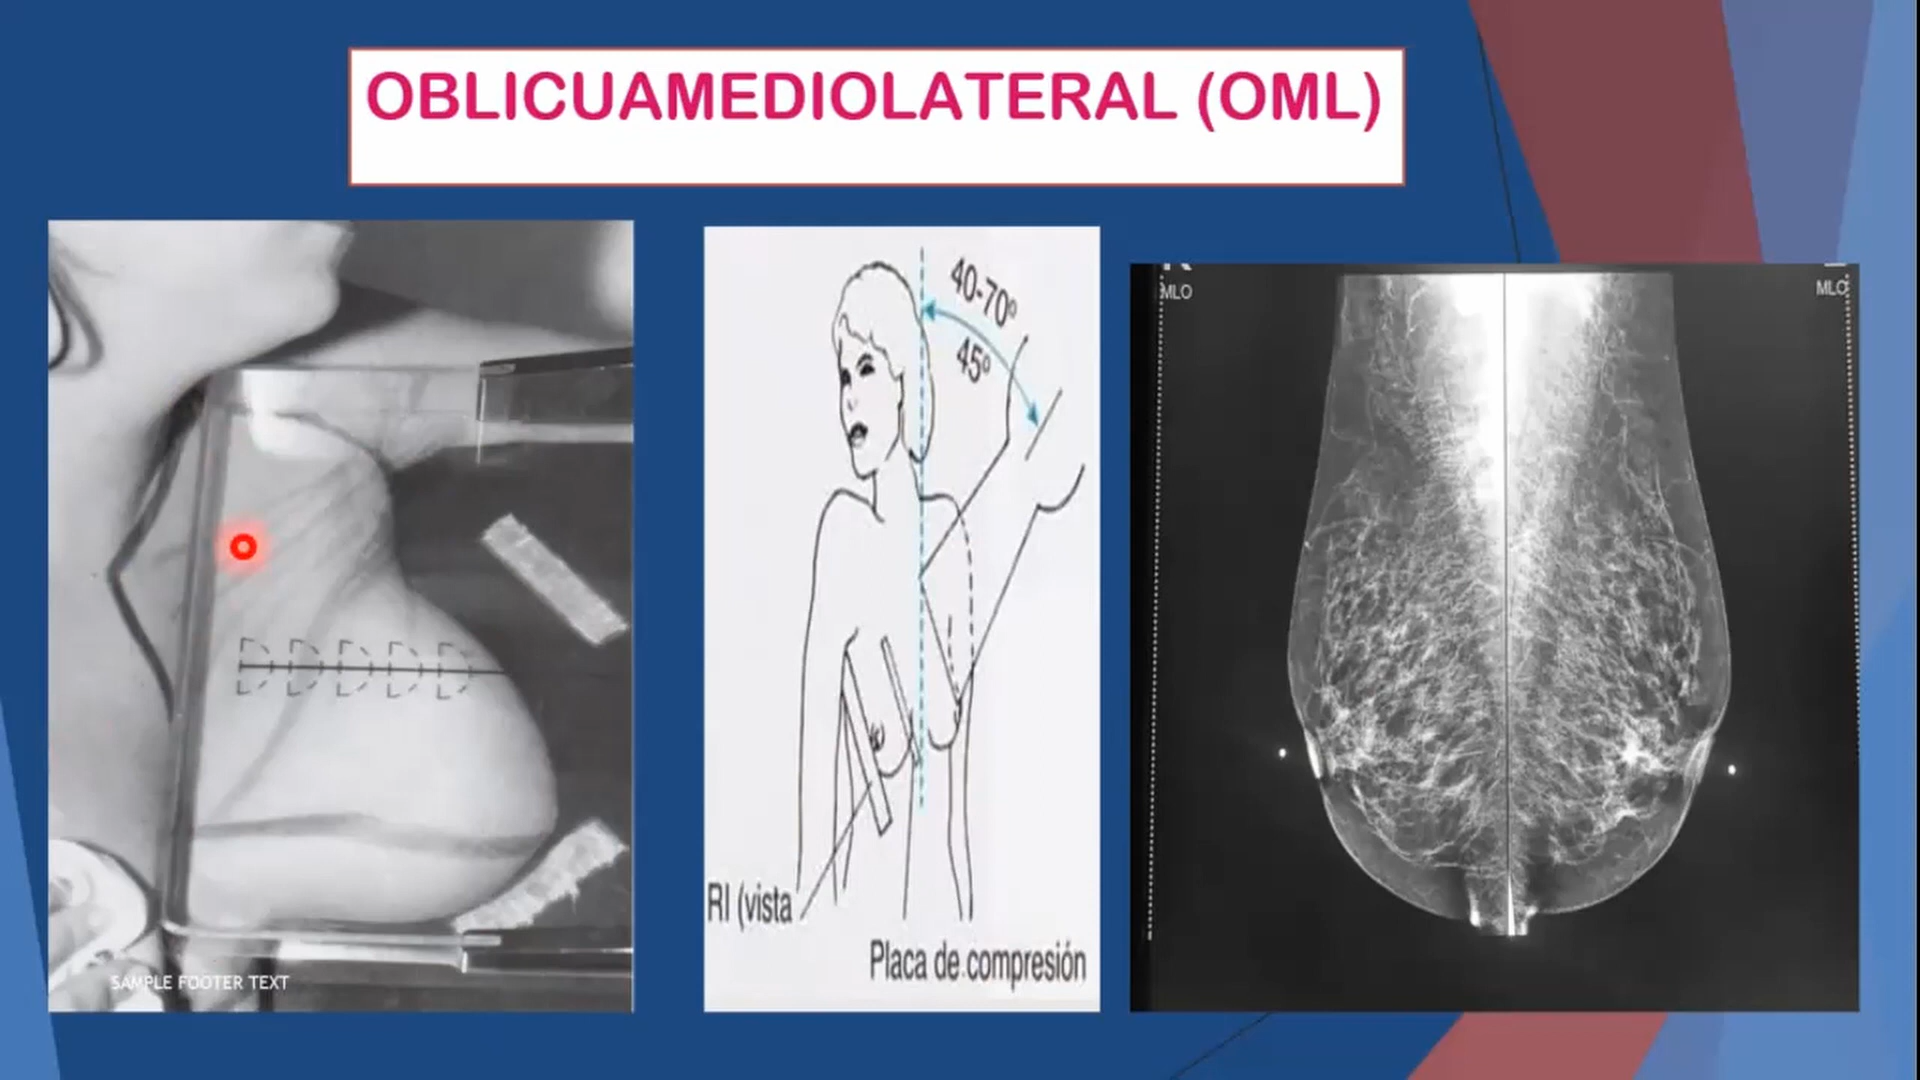 OBLICUAMEDIOLATERAL (OML)
40-70º
45º
RI (vista
Placa de compresión
MLO
MLO
SAMPLE FOOTER TEXT